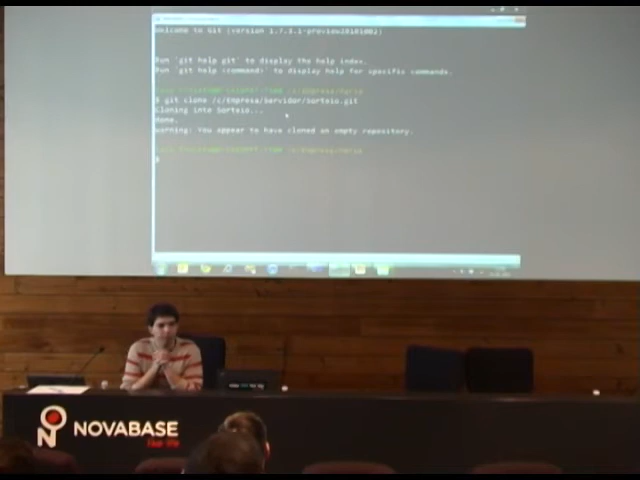 Welcome to Git (version 1.7.3.1-preview20101002)
Run 'git help git' to display the help index.
Run 'git help <command>' to display help for specific commands.
$ git clone /c/Empresa/Servidor/Sorteio.git
Cloning into Sorteio...
done.
warning: You appear to have cloned an empty repository.
$
NOVABASE